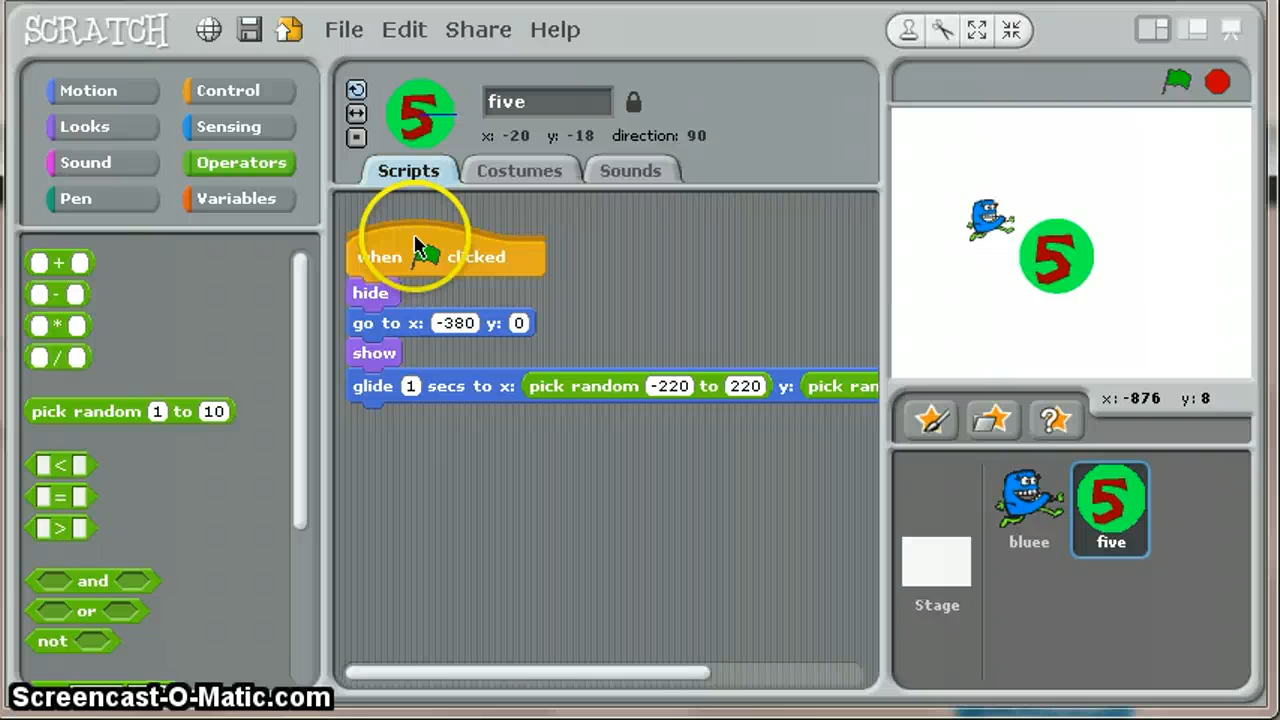 SCRATCH File Edit Share Help
Motion Control
Looks Sensing
Sound Operators
Pen Variables
+
-
*
/
pick random 1 to 10
<
=
>
and
or
not
5
five
x: -20 y: -18 direction: 90
Scripts Costumes Sounds
when clicked
hide
go to x: -380 y: 0
show
glide 1 secs to x: pick random -220 to 220 y: pick ran
5
x: -876 y: 8
5
bluee five
Stage
Screencast-O-Matic.com